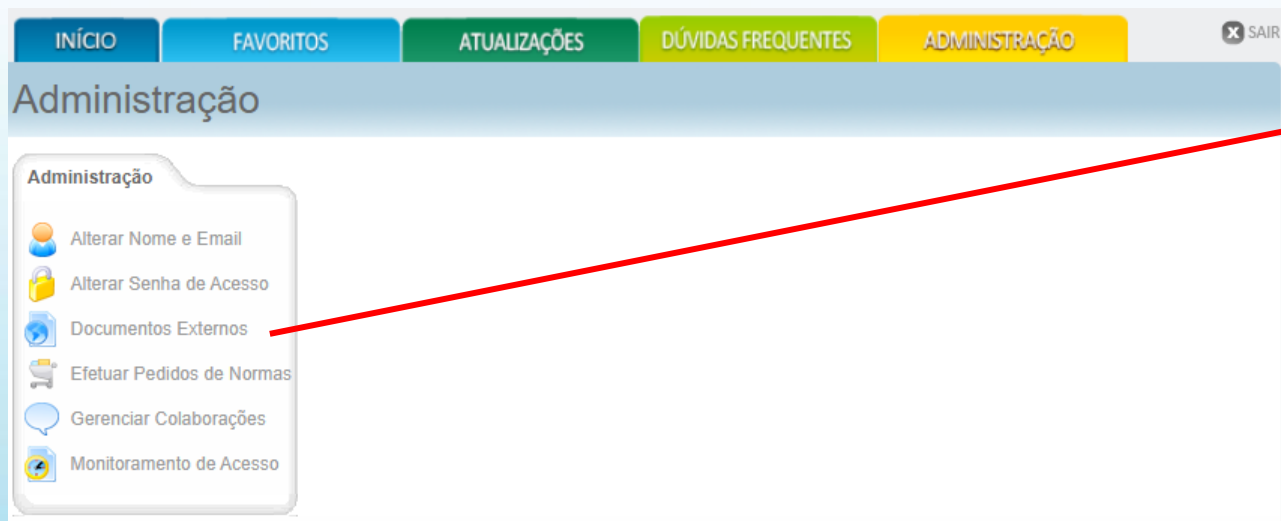 INÍCIO FAVORITOS ATUALIZAÇÕES DÚVIDAS FREQUENTES ADMINISTRAÇÃO X SAIR
Administração
Administração
Alterar Nome e Email
Alterar Senha de Acesso
Documentos Externos
Efetuar Pedidos de Normas
Gerenciar Colaborações
Monitoramento de Acesso